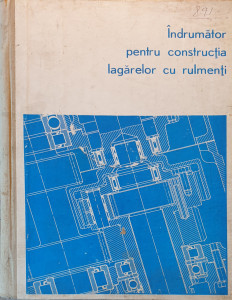 Îndrumător
pentru construcția
lagărelor cu rulmenți